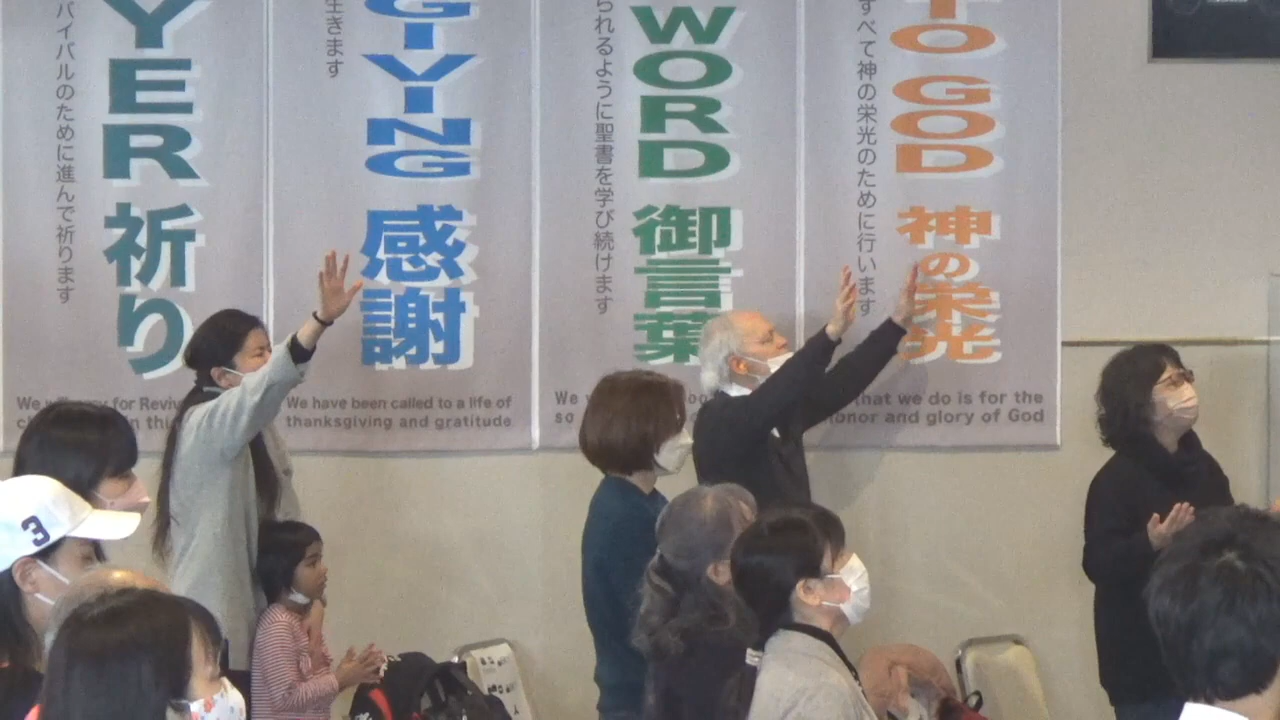 YER 祈り
バイバルのために進んで祈ります
GIVING 感謝
生きます
We have been called to a life of
thanksgiving and gratitude
WORD 御言葉
られるように聖書を学び続けます
We
so
TO GOD 神の栄光
すべて神の栄光のために行います
that we do is for the
honor and glory of God
3